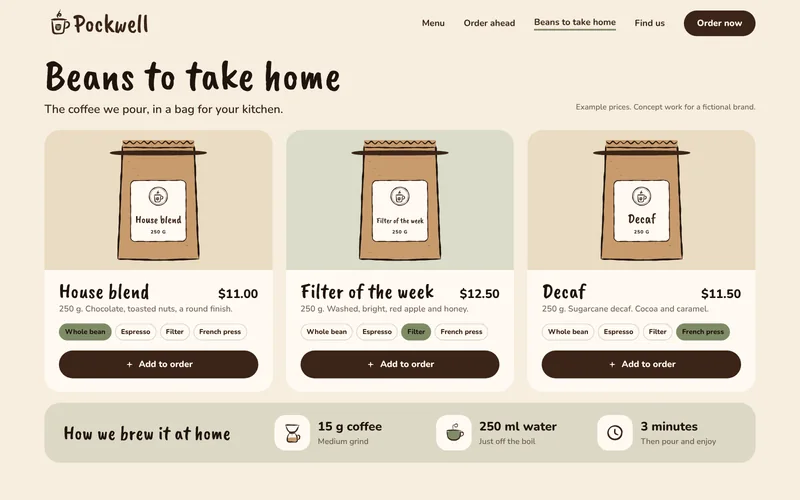 Pockwell
Menu
Order ahead
Beans to take home
Find us
Order now
Beans to take home
The coffee we pour, in a bag for your kitchen.
Example prices. Concept work for a fictional brand.
House blend
250 G
Filter of the week
250 G
Decaf
250 G
House blend $11.00
250 g. Chocolate, toasted nuts, a round finish.
Whole bean Espresso Filter French press
+ Add to order
Filter of the week $12.50
250 g. Washed, bright, red apple and honey.
Whole bean Espresso Filter French press
+ Add to order
Decaf $11.50
250 g. Sugarcane decaf. Cocoa and caramel.
Whole bean Espresso Filter French press
+ Add to order
How we brew it at home
15 g coffee
Medium grind
250 ml water
Just off the boil
3 minutes
Then pour and enjoy